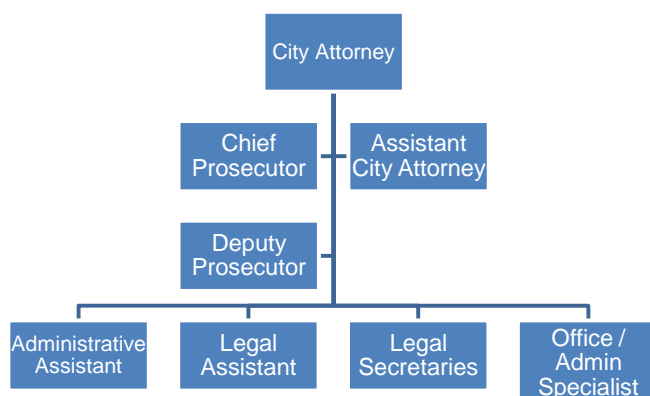 City Attorney
Chief
Prosecutor
Assistant
City Attorney
Deputy
Prosecutor
Administrative
Assistant
Legal
Assistant
Legal
Secretaries
Office /
Admin
Specialist